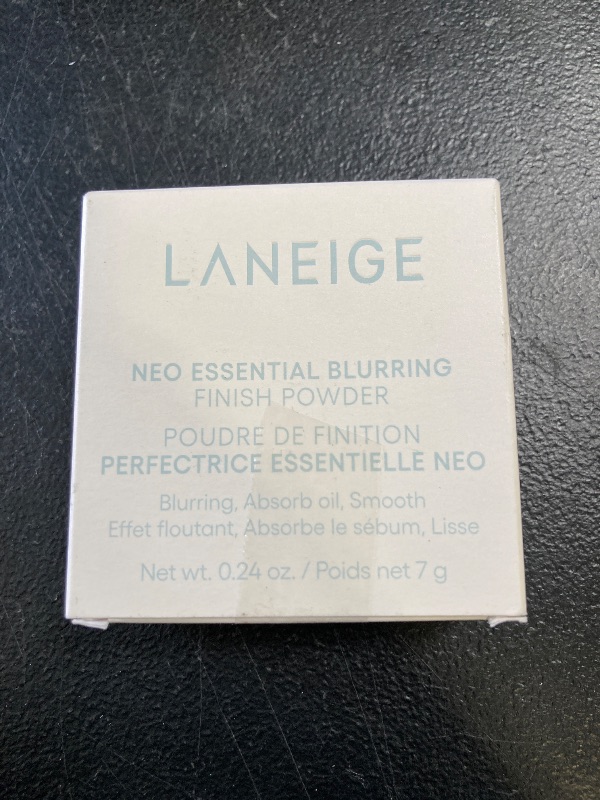 LANEIGE
NEO ESSENTIAL BLURRING
FINISH POWDER
POUDRE DE FINITION
PERFECTRICE ESSENTIELLE NEO
Blurring, Absorb oil, Smooth
Effet floutant, Absorbe le sébum, Lisse
Net wt. 0.24 oz. / Poids net 7 g